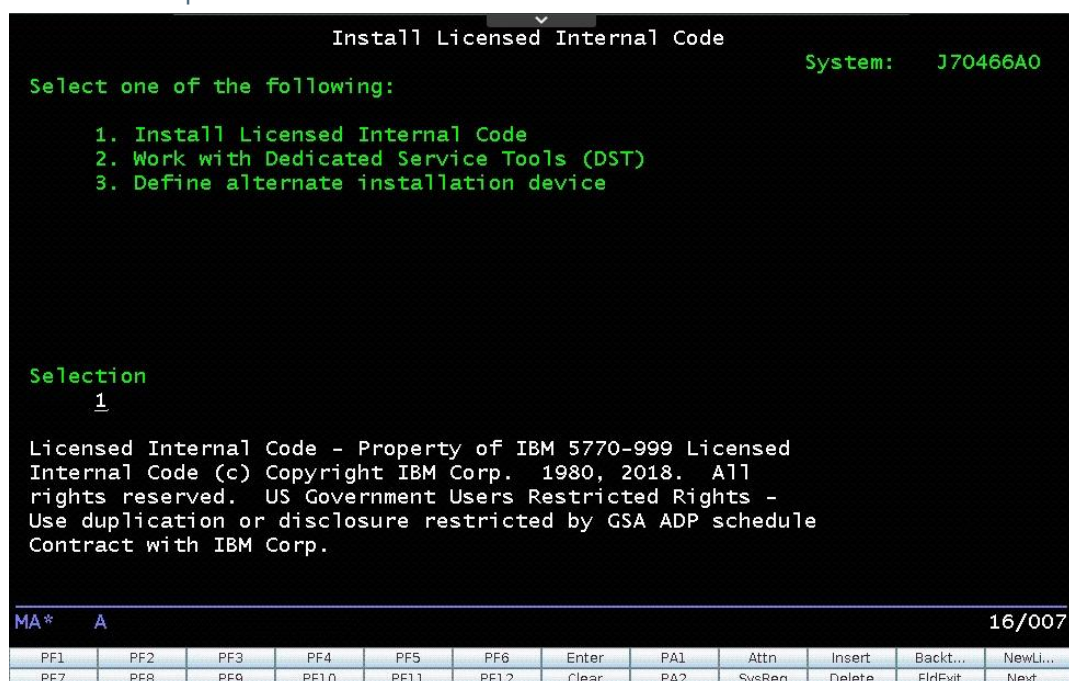 Install Licensed Internal Code
System: J70466A0
Select one of the following:
1. Install Licensed Internal Code
2. Work with Dedicated Service Tools (DST)
3. Define alternate installation device
Selection
1
Licensed Internal Code - Property of IBM 5770-999 Licensed
Internal Code (c) Copyright IBM Corp. 1980, 2018. All
rights reserved. US Government Users Restricted Rights -
Use duplication or disclosure restricted by GSA ADP schedule
Contract with IBM Corp.
MA* A 16/007
PF1 PF2 PF3 PF4 PF5 PF6 Enter PA1 Attn Insert Backt... NewLi...
PF7 PF8 PF9 PF10 PF11 PF12 Clear PA2 SysReq Delete FldExit Next